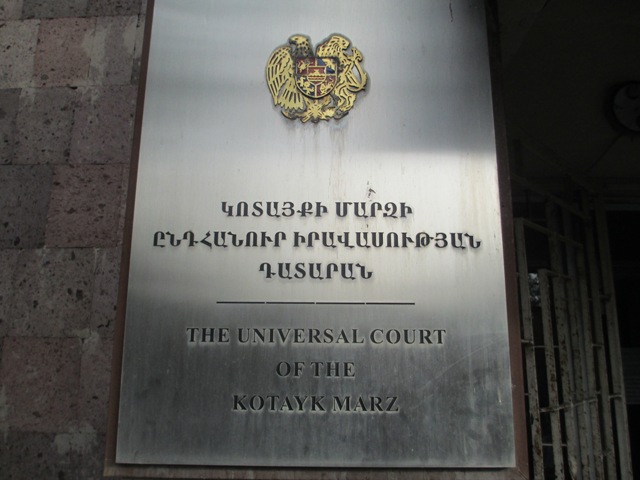 ԿՈՏԱՅՔԻ ՄԱՐԶԻ
ԸՆԴՀԱՆՈՒՐ ԻՐԱՎԱՍՈՒԹՅԱՆ
ԴԱՏԱՐԱՆ
THE UNIVERSAL COURT
OF THE
KOTAYK MARZ